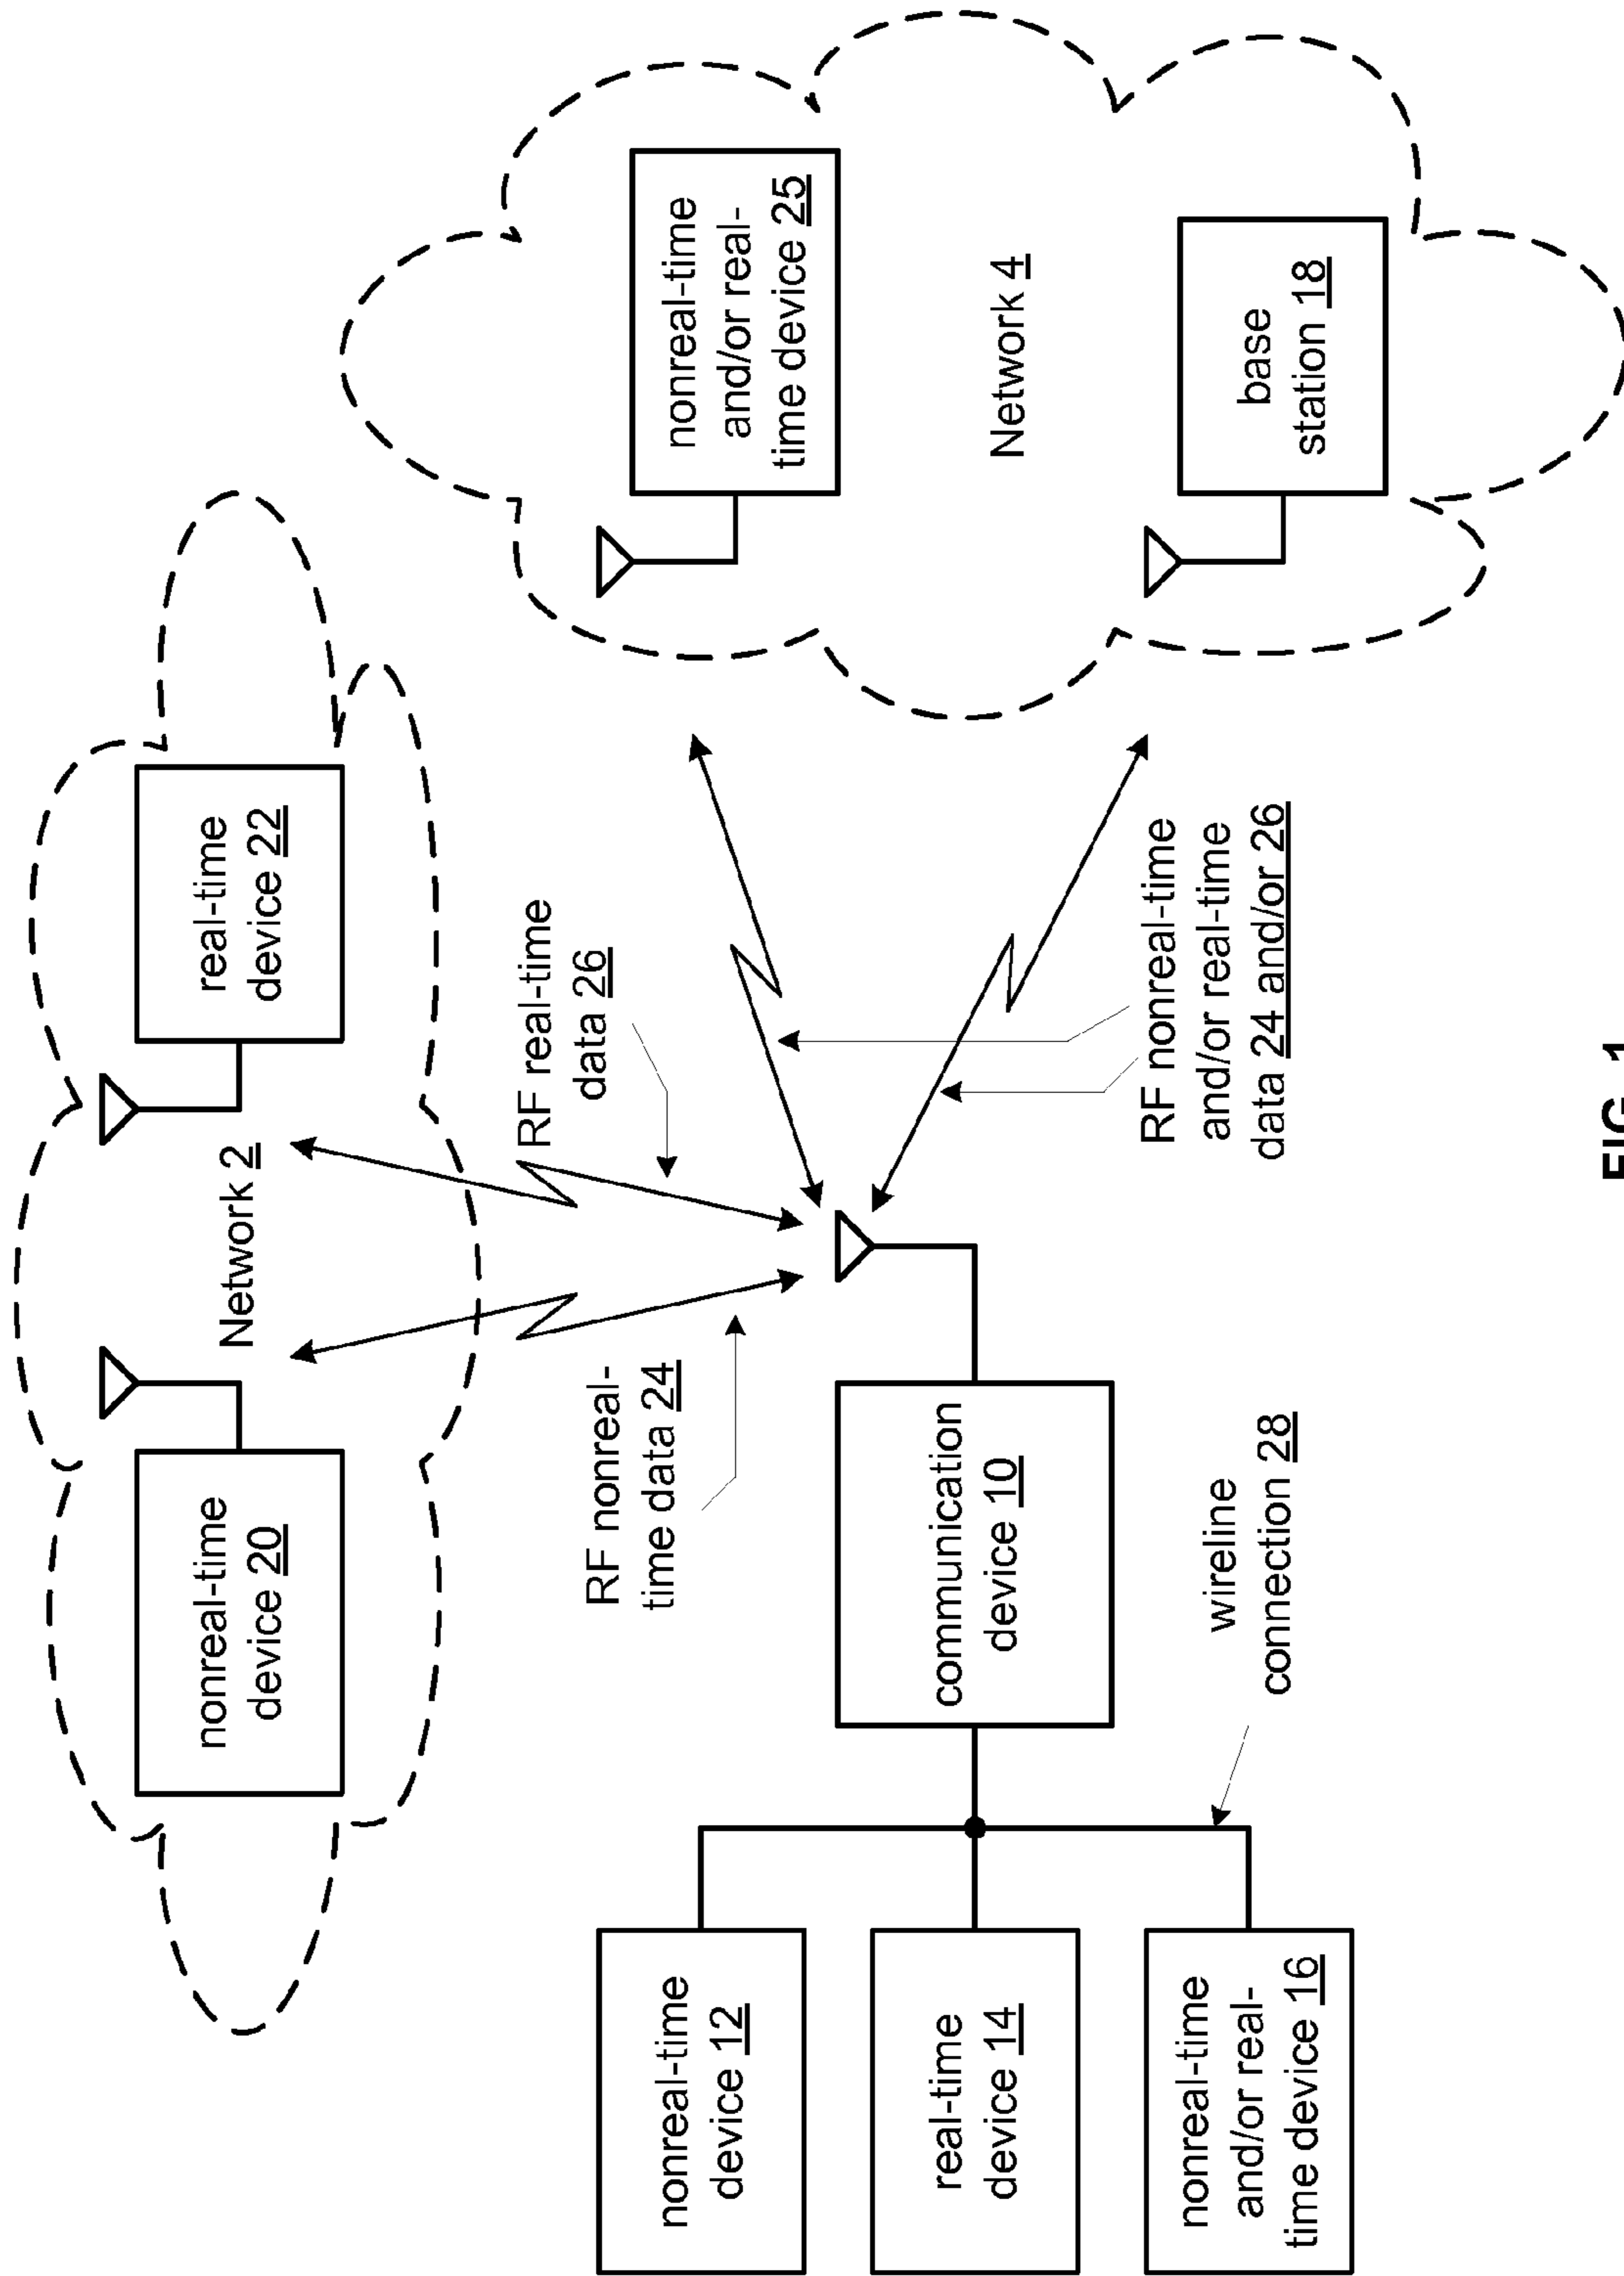 nonreal-time
device 20
Network 2
real-time
device 22
RF nonreal-
time data 24
RF real-time
data 26
nonreal-time
and/or real-
time device 25
Network 4
base
station 18
nonreal-time
device 12
real-time
device 14
nonreal-time
and/or real-
time device 16
communication
device 10
wireline
connection 28
RF nonreal-time
and/or real-time
data 24 and/or 26
FIG. 1